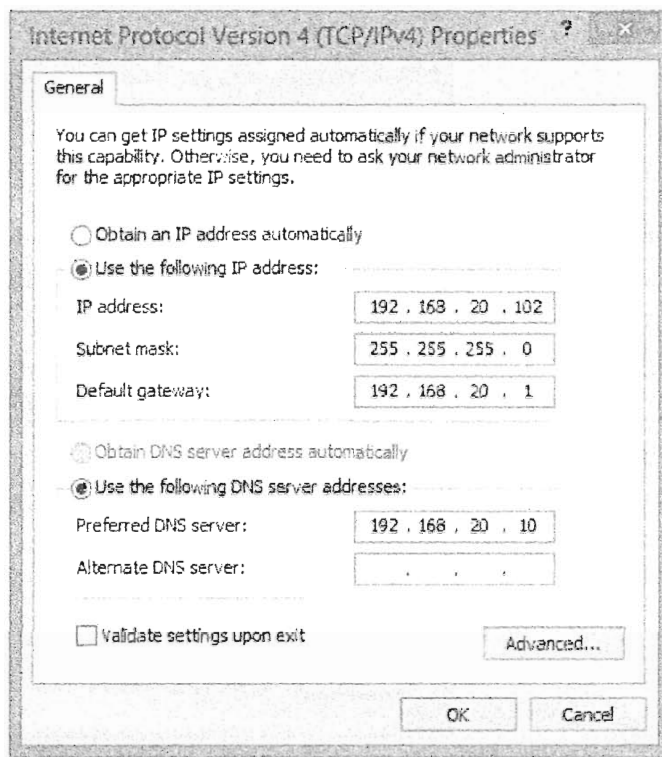 Internet Protocol Version 4 (TCP/IPv4) Properties ? ×
General
You can get IP settings assigned automatically if your network supports
this capability. Otherwise, you need to ask your network administrator
for the appropriate IP settings.
Obtain an IP address automatically
Use the following IP address:
IP address: 192 . 168 . 20 . 102
Subnet mask: 255 . 255 . 255 . 0
Default gateway: 192 . 168 . 20 . 1
Obtain DNS server address automatically
Use the following DNS server addresses:
Preferred DNS server: 192 . 168 . 20 . 10
Alternate DNS server: . . .
Validate settings upon exit
Advanced...
OK Cancel